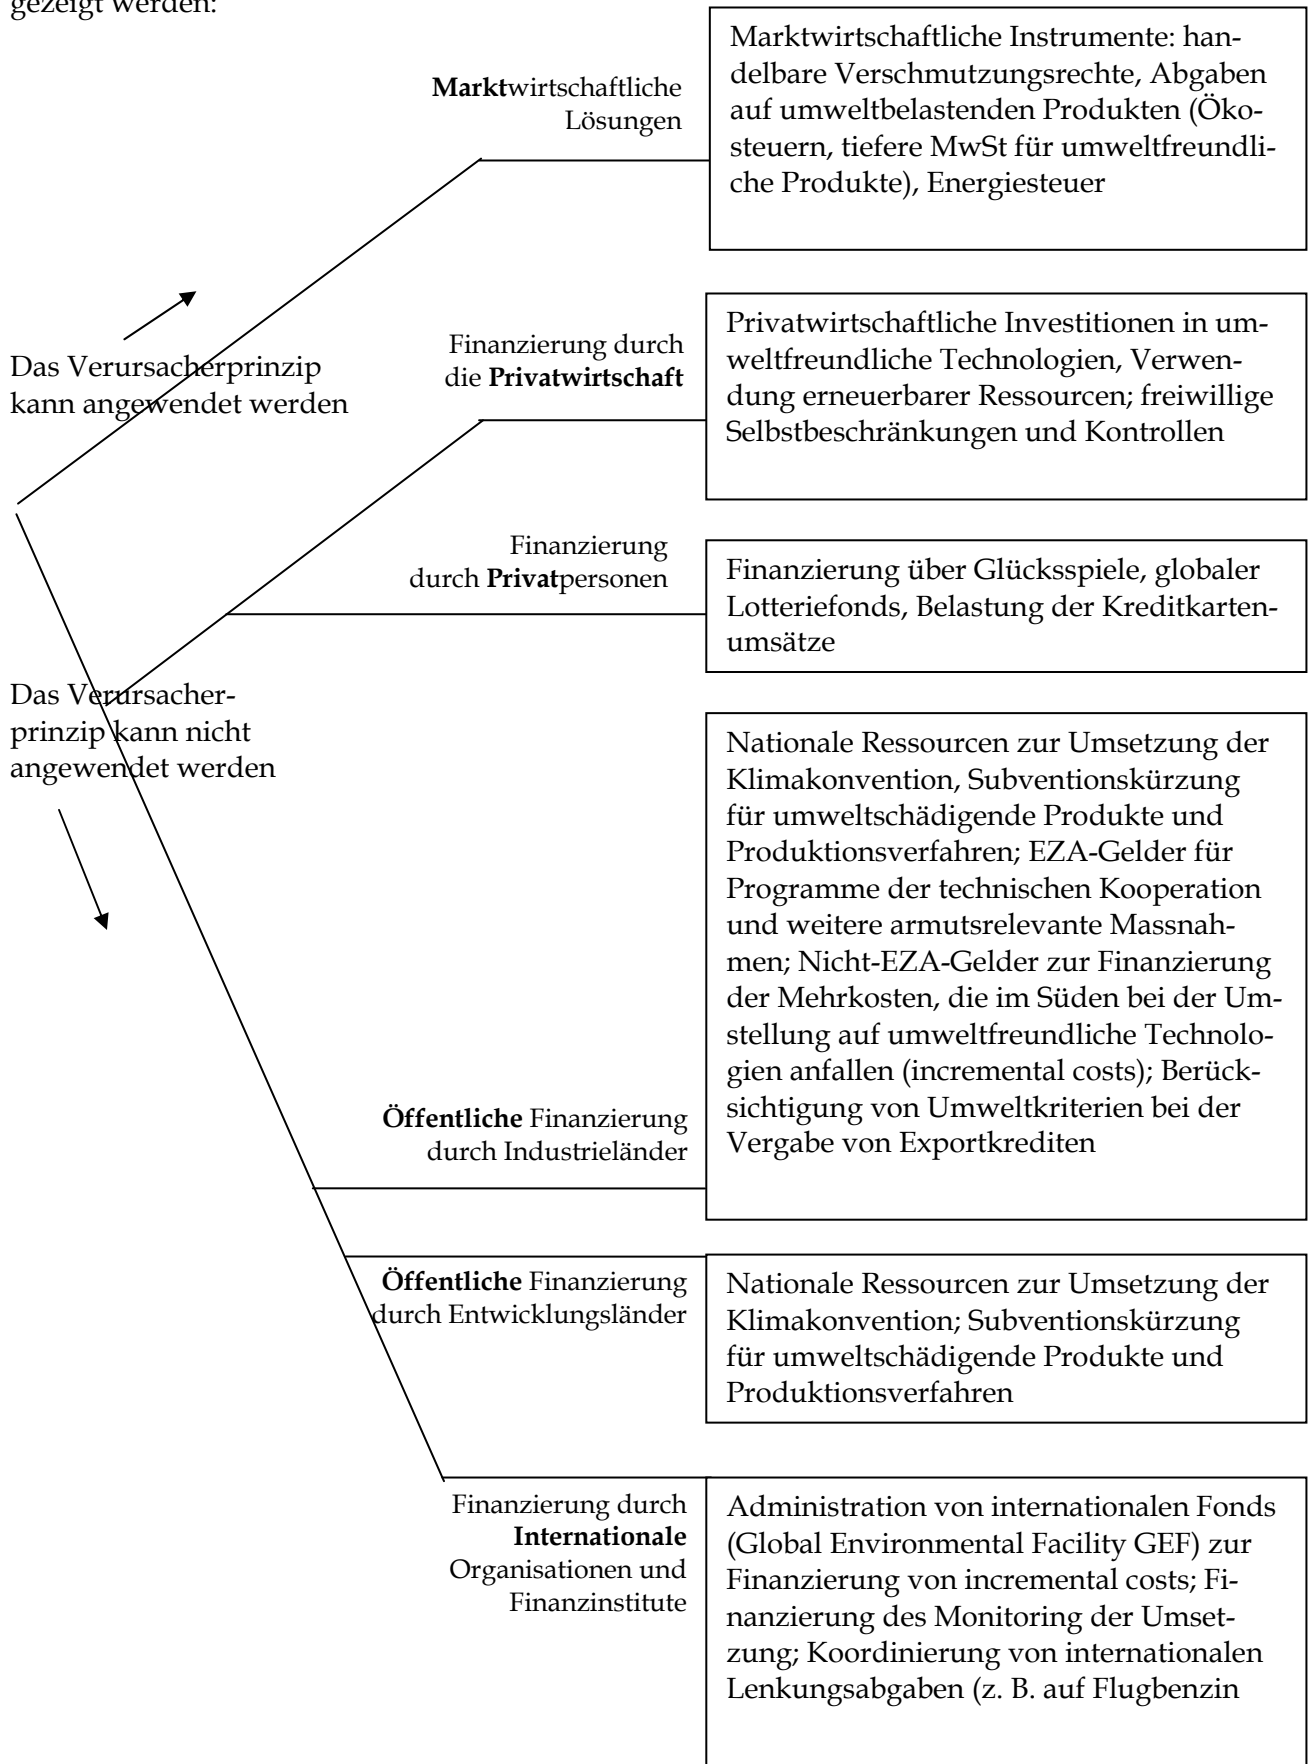 gezeigt werden:
Marktwirtschaftliche
Lösungen
Marktwirtschaftliche Instrumente: han-
delbare Verschmutzungsrechte, Abgaben
auf umweltbelastenden Produkten (Öko-
steuern, tiefere MwSt für umweltfreundli-
che Produkte), Energiesteuer
Das Verursacherprinzip
kann angewendet werden
Finanzierung durch
die Privatwirtschaft
Privatwirtschaftliche Investitionen in um-
weltfreundliche Technologien, Verwen-
dung erneuerbarer Ressourcen; freiwillige
Selbstbeschränkungen und Kontrollen
Finanzierung
durch Privatpersonen
Finanzierung über Glücksspiele, globaler
Lotteriefonds, Belastung der Kreditkarten-
umsätze
Das Verursacher-
prinzip kann nicht
angewendet werden
Öffentliche Finanzierung
durch Industrieländer
Nationale Ressourcen zur Umsetzung der
Klimakonvention, Subventionskürzung
für umweltschädigende Produkte und
Produktionsverfahren; EZA-Gelder für
Programme der technischen Kooperation
und weitere armutsrelevante Massnah-
men; Nicht-EZA-Gelder zur Finanzierung
der Mehrkosten, die im Süden bei der Um-
stellung auf umweltfreundliche Technolo-
gien anfallen (incremental costs); Berück-
sichtigung von Umweltkriterien bei der
Vergabe von Exportkrediten
Öffentliche Finanzierung
durch Entwicklungsländer
Nationale Ressourcen zur Umsetzung der
Klimakonvention; Subventionskürzung
für umweltschädigende Produkte und
Produktionsverfahren
Finanzierung durch
Internationale
Organisationen und
Finanzinstitute
Administration von internationalen Fonds
(Global Environmental Facility GEF) zur
Finanzierung von incremental costs; Fi-
nanzierung des Monitoring der Umset-
zung; Koordinierung von internationalen
Lenkungsabgaben (z. B. auf Flugbenzin